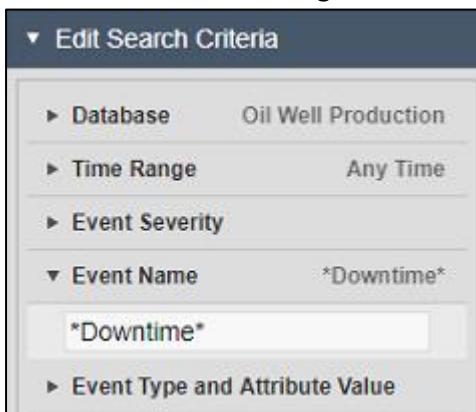 Edit Search Criteria
Database Oil Well Production
Time Range Any Time
Event Severity
Event Name *Downtime*
*Downtime*
Event Type and Attribute Value